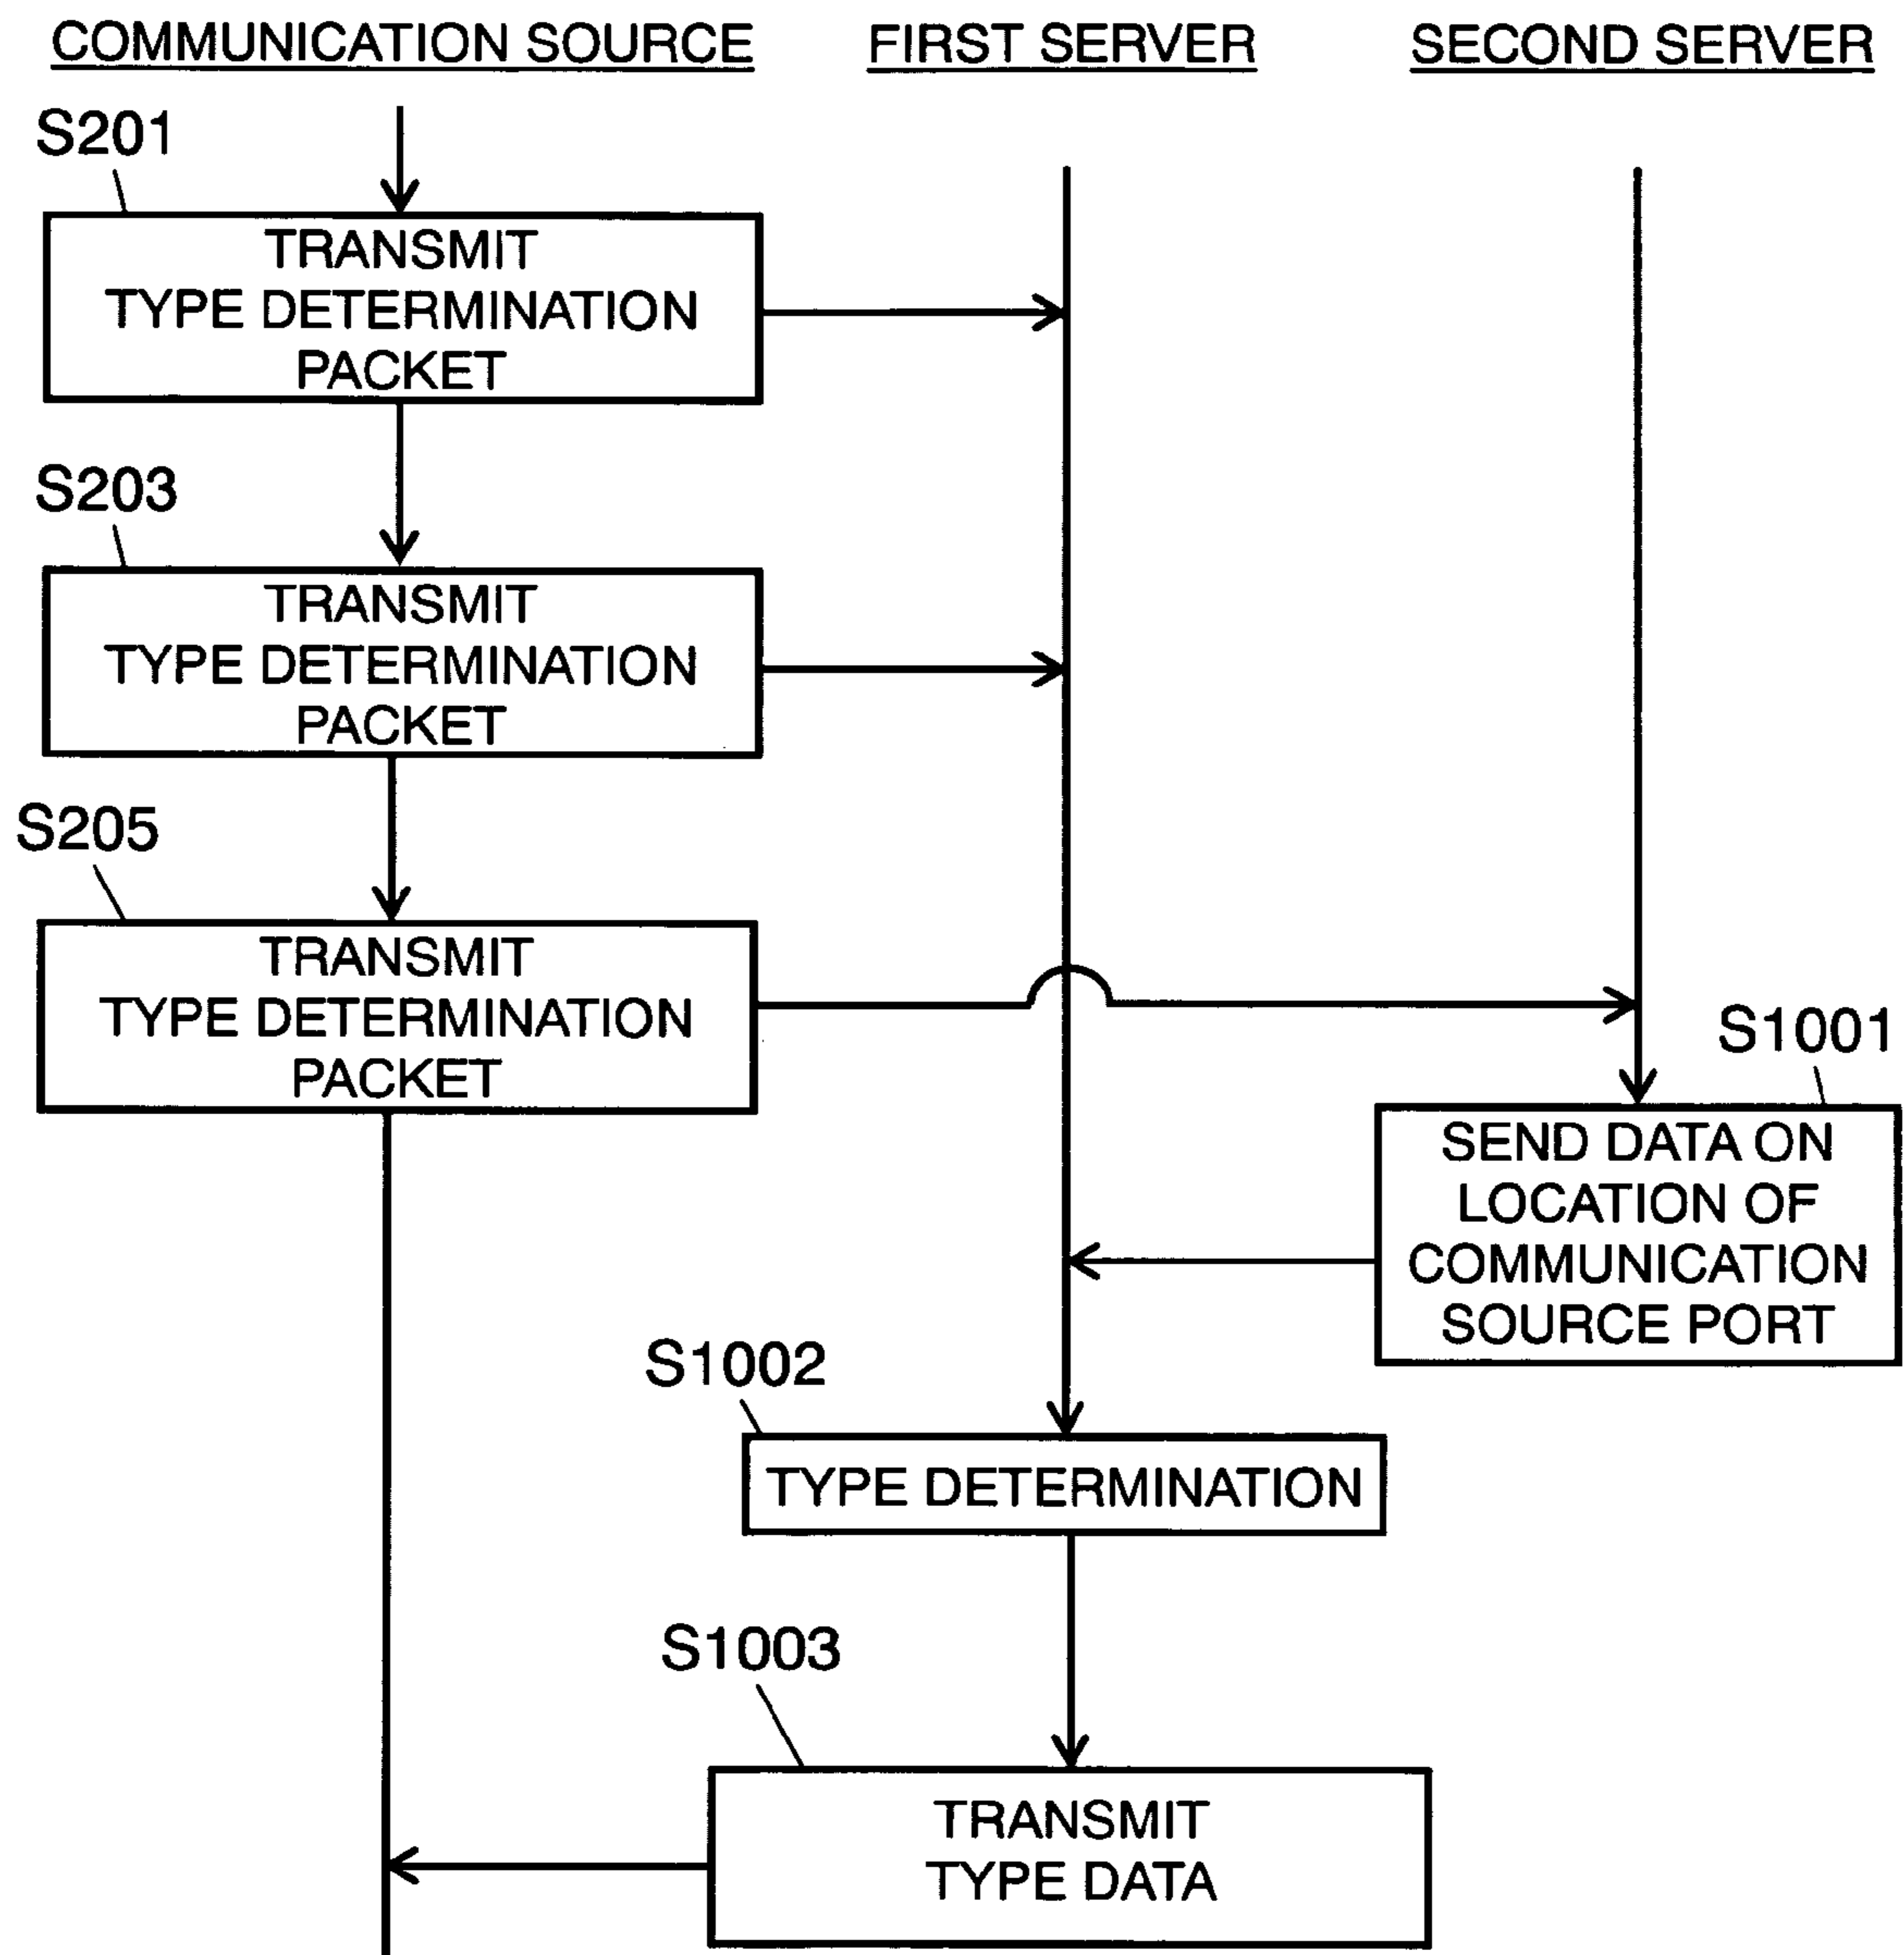 COMMUNICATION SOURCE
FIRST SERVER
SECOND SERVER
S201
TRANSMIT
TYPE DETERMINATION
PACKET
S203
TRANSMIT
TYPE DETERMINATION
PACKET
S205
TRANSMIT
TYPE DETERMINATION
PACKET
S1001
SEND DATA ON
LOCATION OF
COMMUNICATION
SOURCE PORT
S1002
TYPE DETERMINATION
S1003
TRANSMIT
TYPE DATA